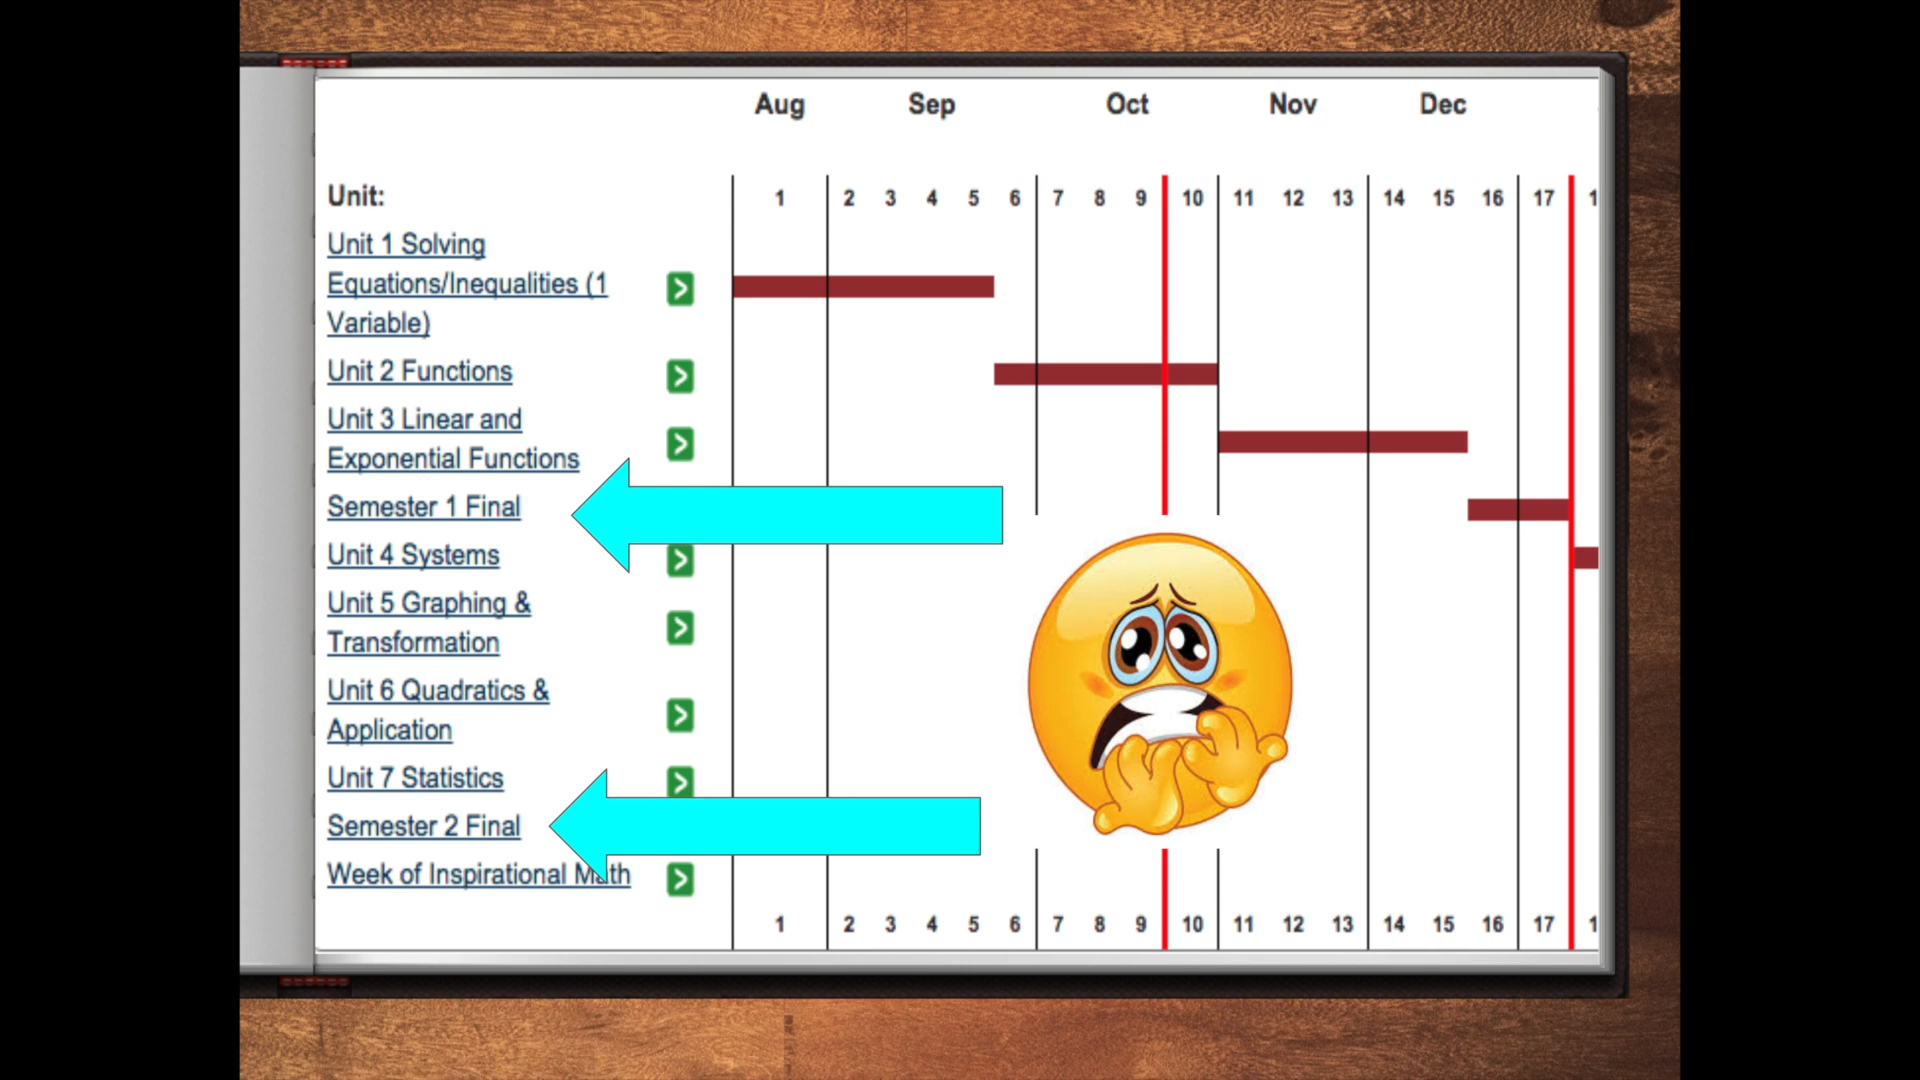 Aug Sep Oct Nov Dec
Unit: 1 2 3 4 5 6 7 8 9 10 11 12 13 14 15 16 17 1
Unit 1 Solving
Equations/Inequalities (1
Variable)
Unit 2 Functions
Unit 3 Linear and
Exponential Functions
Semester 1 Final
Unit 4 Systems
Unit 5 Graphing &
Transformation
Unit 6 Quadratics &
Application
Unit 7 Statistics
Semester 2 Final
Week of Inspirational Math
1 2 3 4 5 6 7 8 9 10 11 12 13 14 15 16 17 1